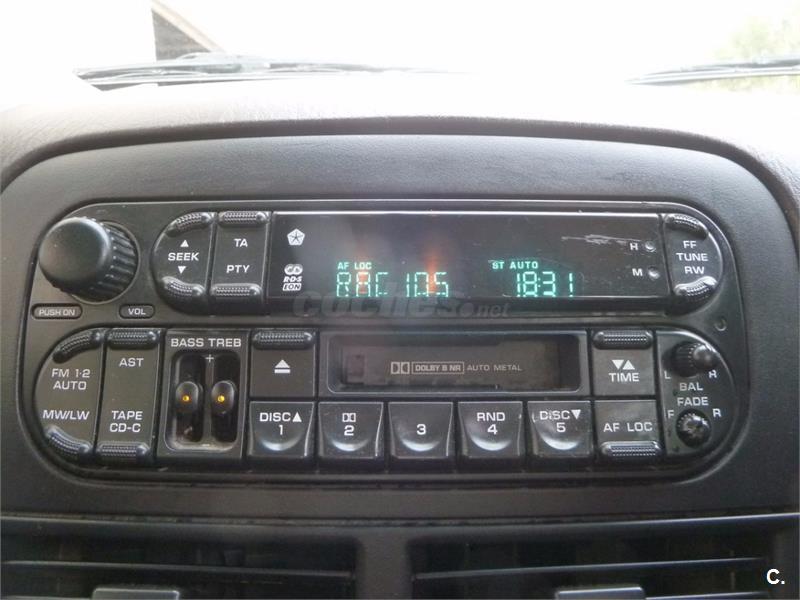 TA
SEEK
PTY
AF LOC
ST AUTO
18:31
R·D·S
EON
H
M
FF
TUNE
RW
coches.net
PUSH ON
VOL
BASS TREB
+
AST
FM 1·2
AUTO
MW/LW
TAPE
CD-C
DOLBY B NR AUTO METAL
TIME
L R
BAL
FADE
F R
DISC 1
2
3
RND
4
DISC 5
AF LOC
C.